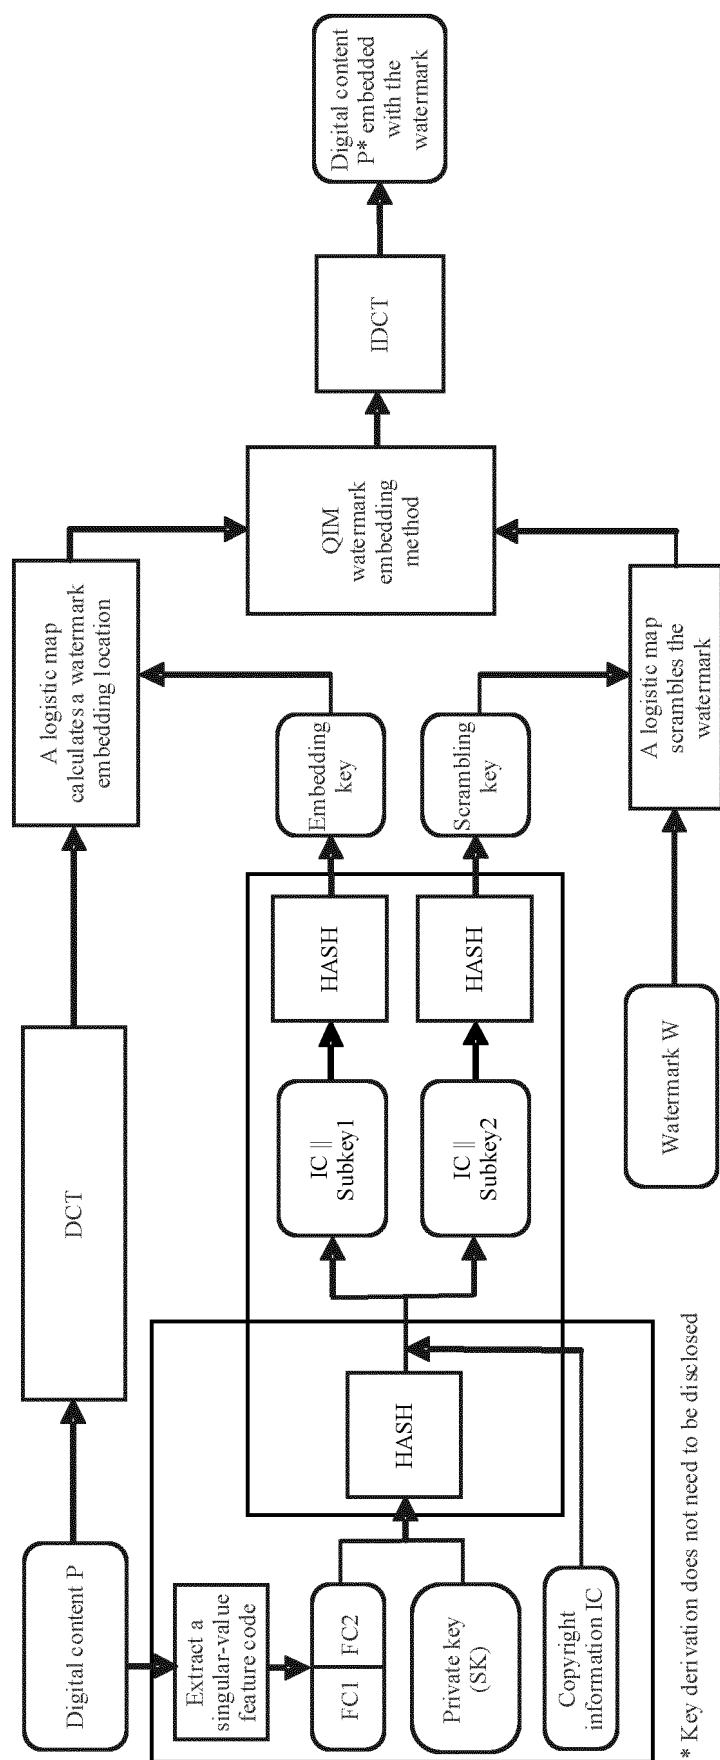 Digital content P
DCT
A logistic map
calculates a watermark
embedding location
Extract a
singular-value
feature code
FC1
FC2
Private key
(SK)
Copyright
information IC
HASH
IC ||
Subkey1
IC ||
Subkey2
HASH
HASH
Embedding
key
Scrambling
key
Watermark W
A logistic map
scrambles the
watermark
QIM
watermark
embedding
method
IDCT
Digital content
P* embedded
with the
watermark
* Key derivation does not need to be disclosed